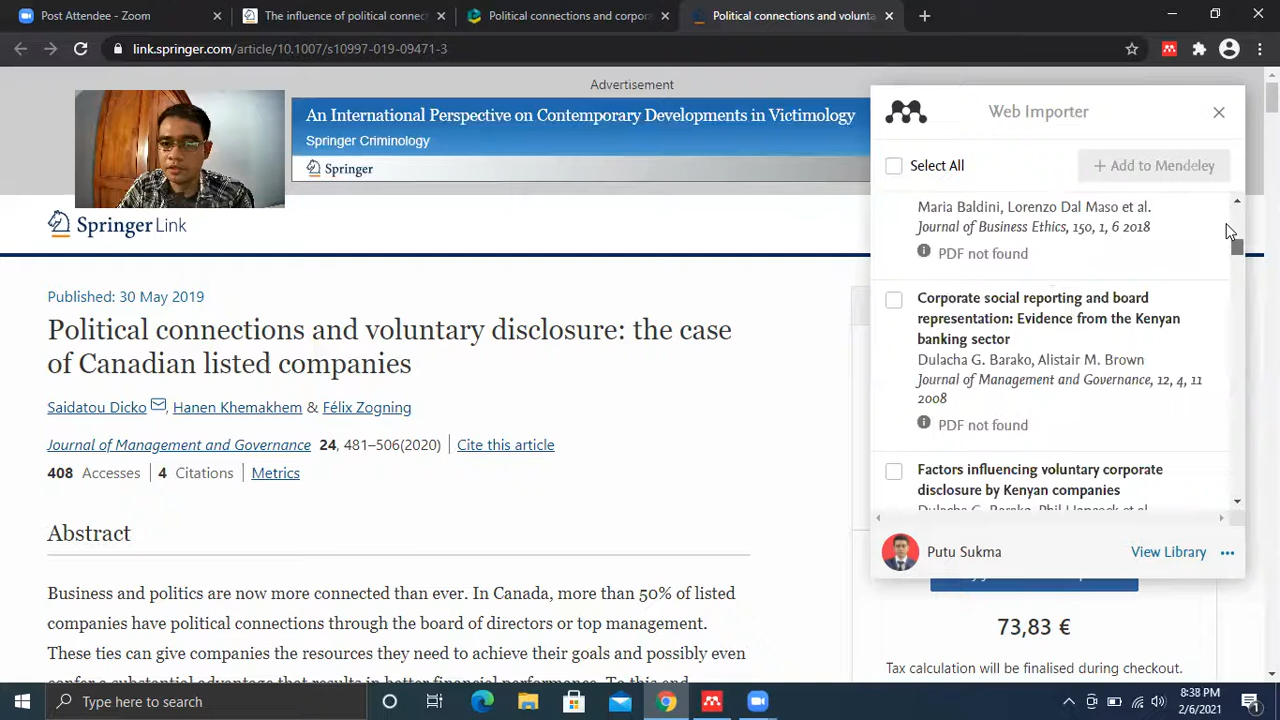 Post Attendee - Zoom
The influence of political connec
Political connections and corpor
Political connections and volunta
link.springer.com/article/10.1007/s10997-019-09471-3
Advertisement
An International Perspective on Contemporary Developments in Victimology
Springer Criminology
Springer
Springer Link
Published: 30 May 2019
Political connections and voluntary disclosure: the case
of Canadian listed companies
Saidatou Dicko, Hanen Khemakhem & Félix Zogning
Journal of Management and Governance 24, 481–506(2020) Cite this article
408 Accesses 4 Citations Metrics
Abstract
Business and politics are now more connected than ever. In Canada, more than 50% of listed
companies have political connections through the board of directors or top management.
These ties can give companies the resources they need to achieve their goals and possibly even
Web Importer
Select All
+ Add to Mendeley
Maria Baldini, Lorenzo Dal Maso et al.
Journal of Business Ethics, 150, 1, 6 2018
PDF not found
Corporate social reporting and board
representation: Evidence from the Kenyan
banking sector
Dulacha G. Barako, Alistair M. Brown
Journal of Management and Governance, 12, 4, 11
2008
PDF not found
Factors influencing voluntary corporate
disclosure by Kenyan companies
Dulacha G. Barako, Phil Hancock et al.
Putu Sukma
View Library
73,83 €
Tax calculation will be finalised during checkout.
Type here to search
8:38 PM
2/6/2021
1